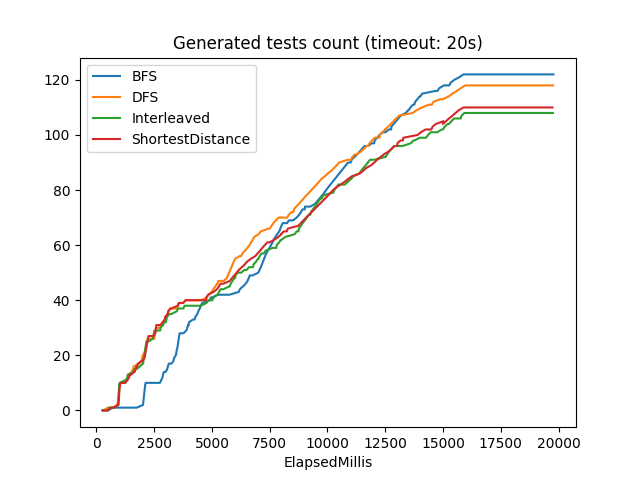 Generated tests count (timeout: 20s)
BFS
DFS
Interleaved
ShortestDistance
120
100
80
60
40
20
0
0 2500 5000 7500 10000 12500 15000 17500 20000
ElapsedMillis